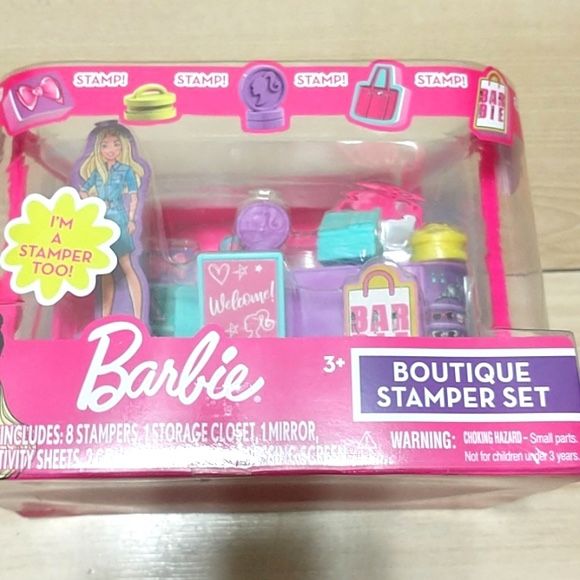 STAMP!
STAMP!
STAMP!
STAMP!
BAR
BIE
I'M
A
STAMPER
TOO!
Welcome!
BAR
Barbie
3+
BOUTIQUE
STAMPER SET
INCLUDES: 8 STAMPERS, 1 STORAGE CLOSET, 1 MIRROR,
SHEETS,
WARNING: CHOKING HAZARD – Small parts.
Not for children under 3 years.